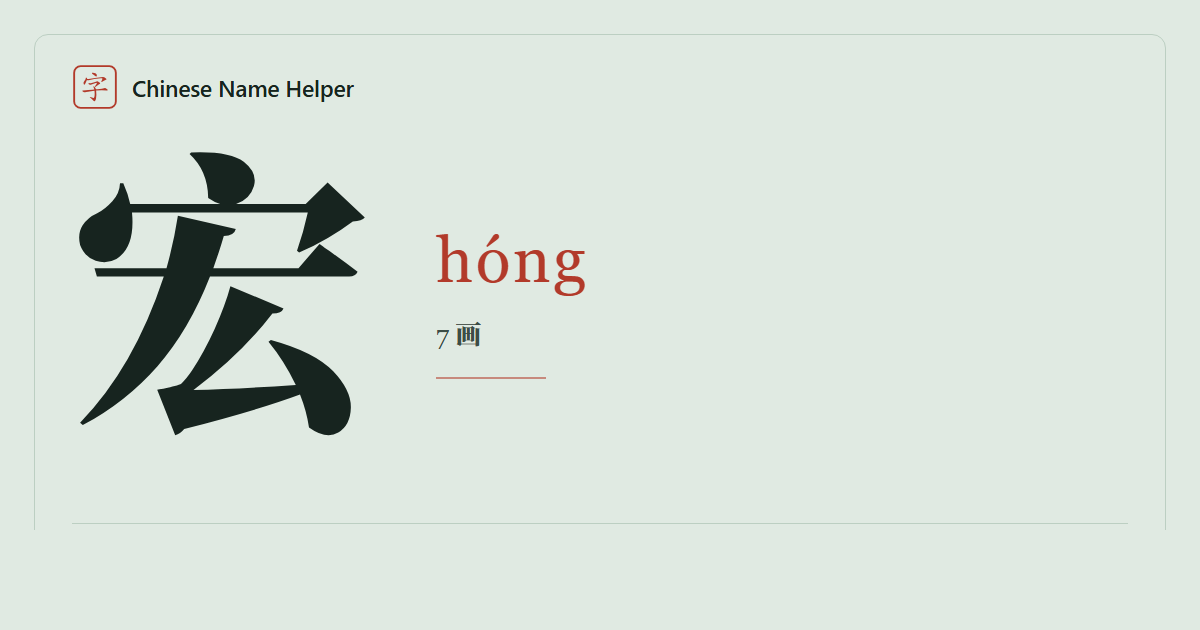 字 Chinese Name Helper
宏
hóng
7 画